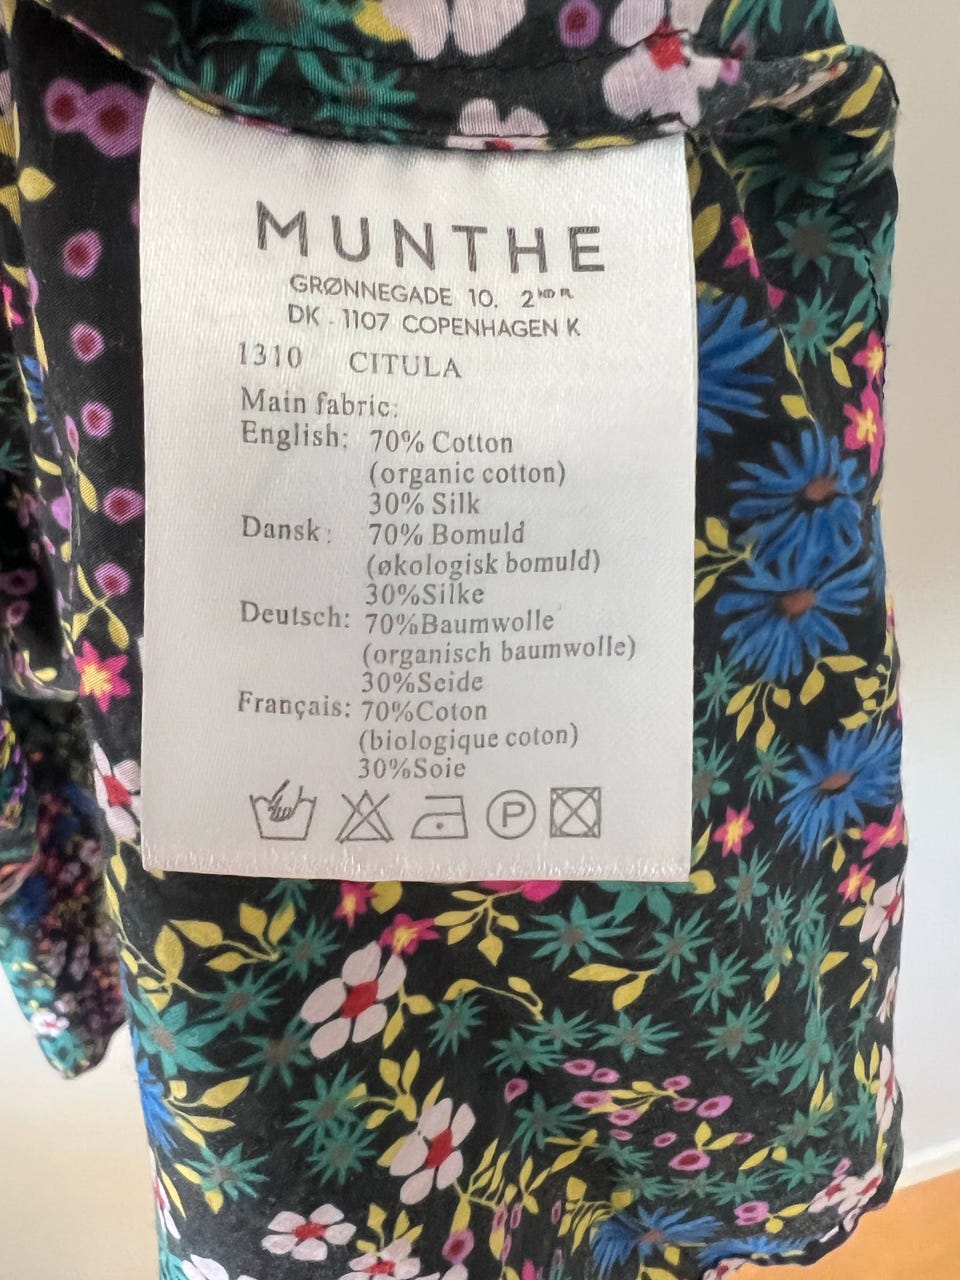 MUNTHE
GRØNNEGADE 10. 2ND FL
DK - 1107 COPENHAGEN K
1310 CITULA
Main fabric:
English: 70% Cotton
(organic cotton)
30% Silk
Dansk: 70% Bomuld
(økologisk bomuld)
30%Silke
Deutsch: 70%Baumwolle
(organisch baumwolle)
30%Seide
Français: 70%Coton
(biologique coton)
30%Soie
P